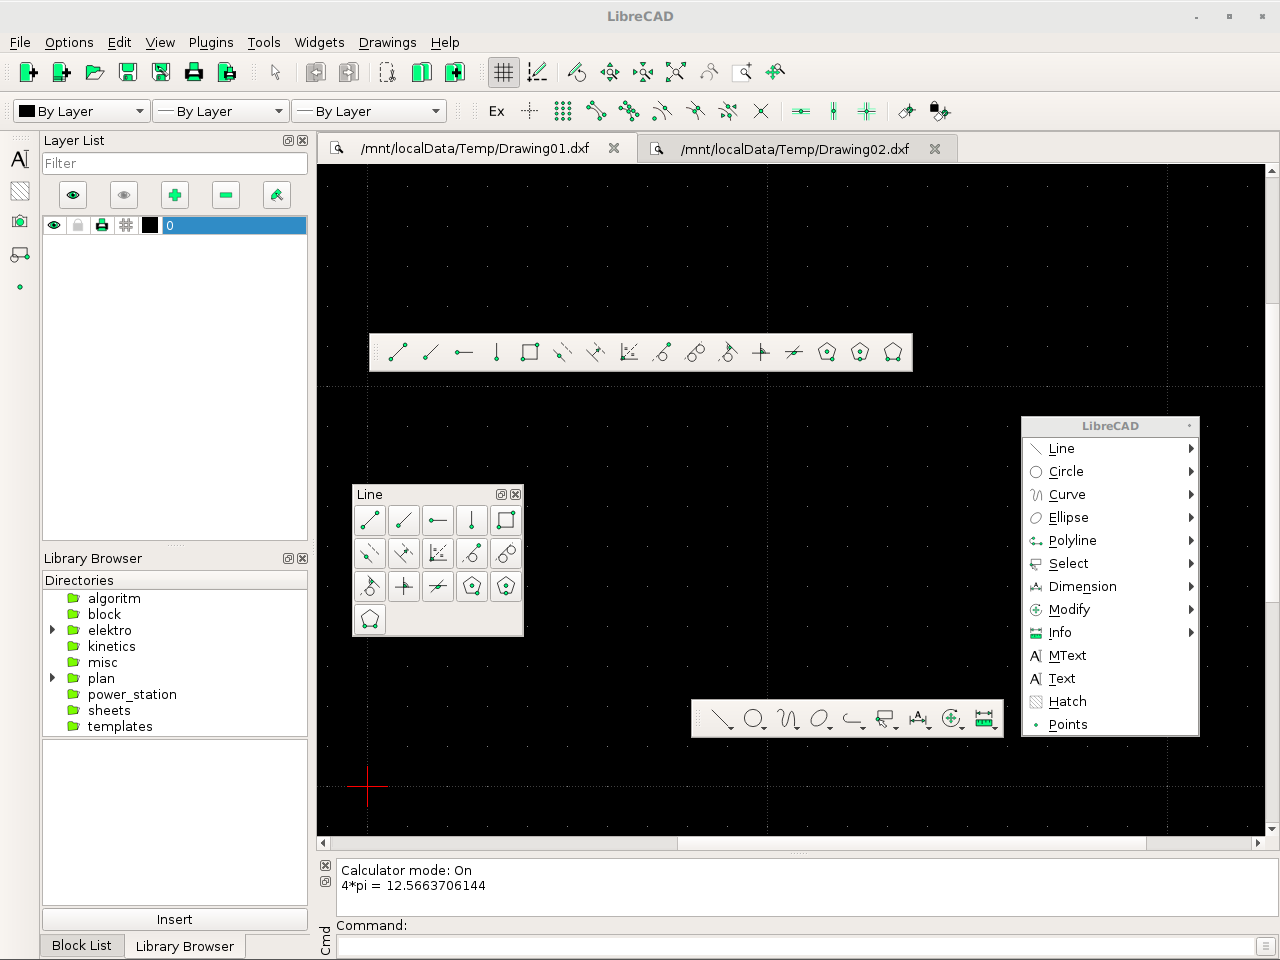 LibreCAD
File Options Edit View Plugins Tools Widgets Drawings Help
By Layer By Layer By Layer Ex
Layer List
/mnt/localData/Temp/Drawing01.dxf /mnt/localData/Temp/Drawing02.dxf
Filter
0
Line
LibreCAD
Line
Circle
Curve
Ellipse
Polyline
Select
Dimension
Modify
Info
MText
Text
Hatch
Points
Library Browser
Directories
algoritm
block
elektro
kinetics
misc
plan
power_station
sheets
templates
Insert
Block List Library Browser
Calculator mode: On
4*pi = 12.5663706144
Command:
Cmd